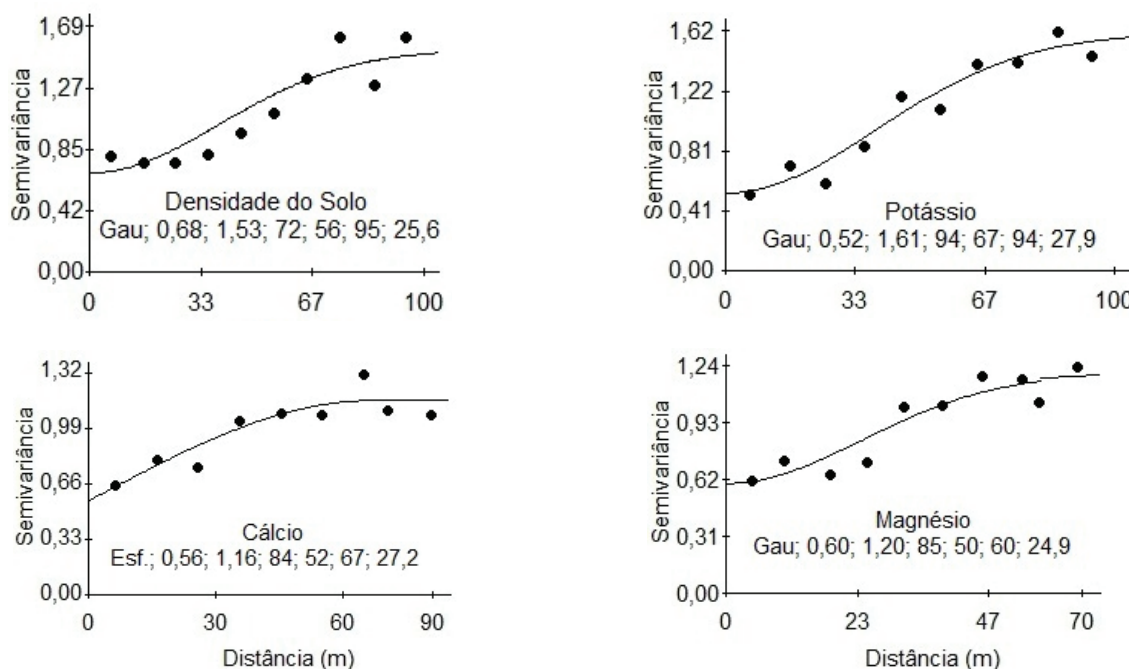 1,69
1,27
0,85
0,42
0,00
Semivariância
Densidade do Solo
Gau; 0,68; 1,53; 72; 56; 95; 25,6
0
33
67
100
1,62
1,22
0,81
0,41
0,00
Semivariância
Potássio
Gau; 0,52; 1,61; 94; 67; 94; 27,9
0
33
67
100
1,32
0,99
0,66
0,33
0,00
Semivariância
Cálcio
Esf.; 0,56; 1,16; 84; 52; 67; 27,2
0
30
60
90
Distância (m)
1,24
0,93
0,62
0,31
0,00
Semivariância
Magnésio
Gau; 0,60; 1,20; 85; 50; 60; 24,9
0
23
47
70
Distância (m)